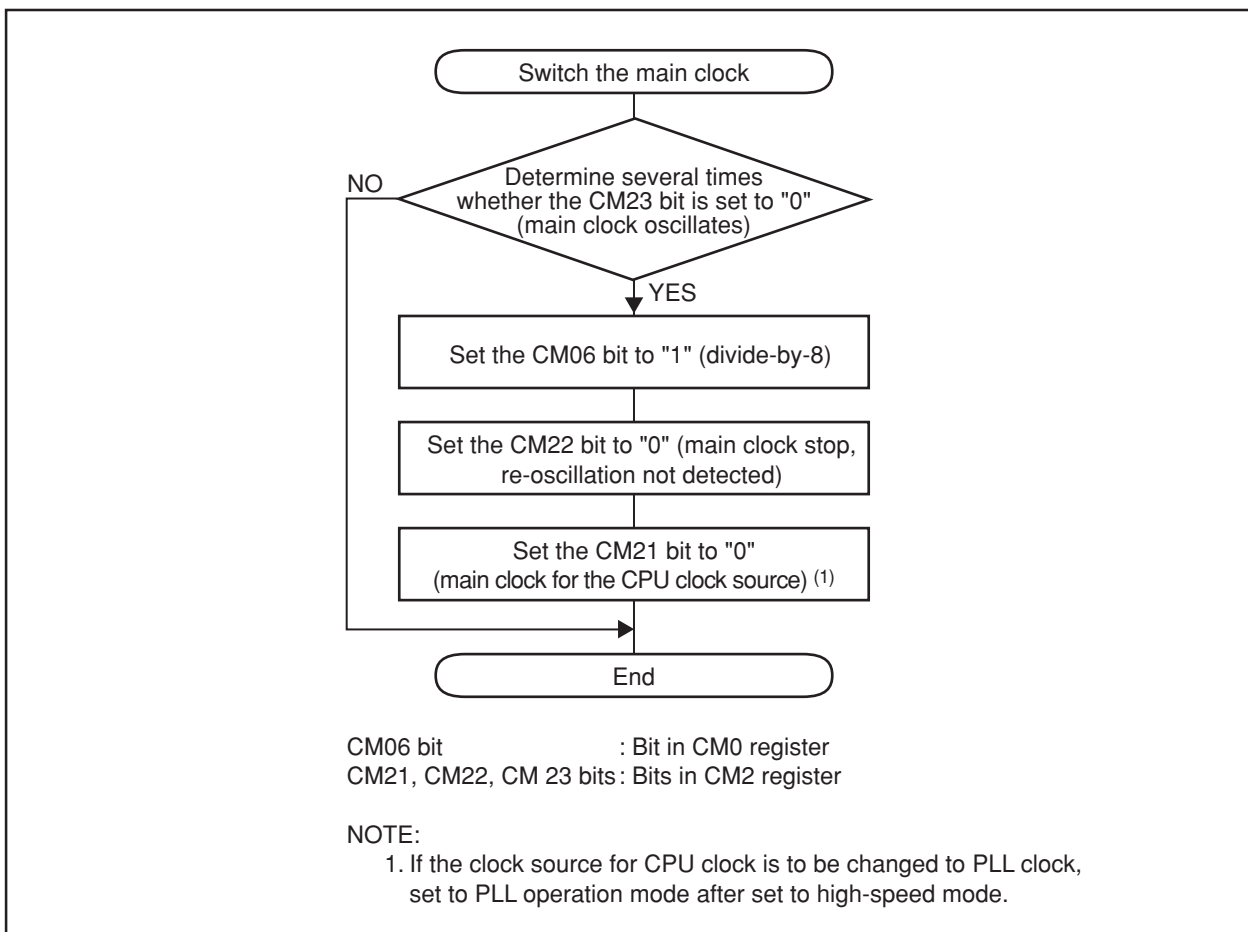 Switch the main clock
Determine several times
whether the CM23 bit is set to "0"
(main clock oscillates)
NO
YES
Set the CM06 bit to "1" (divide-by-8)
Set the CM22 bit to "0" (main clock stop,
re-oscillation not detected)
Set the CM21 bit to "0"
(main clock for the CPU clock source) (1)
End
CM06 bit : Bit in CM0 register
CM21, CM22, CM 23 bits : Bits in CM2 register
NOTE:
1. If the clock source for CPU clock is to be changed to PLL clock,
set to PLL operation mode after set to high-speed mode.